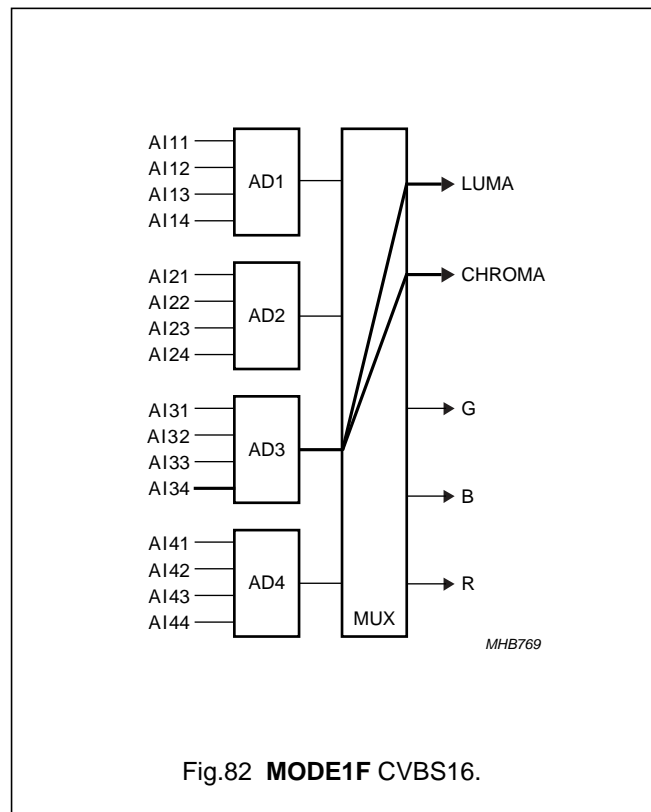 AI11
AI12
AI13
AI14
AD1
AI21
AI22
AI23
AI24
AD2
AI31
AI32
AI33
AI34
AD3
AI41
AI42
AI43
AI44
AD4
MUX
LUMA
CHROMA
G
B
R
MHB769
Fig.82 MODE1F CVBS16.